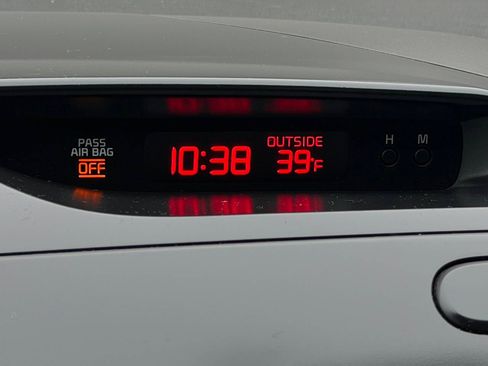 PASS
AIR BAG
OFF
10:38
OUTSIDE
39°F
H
M